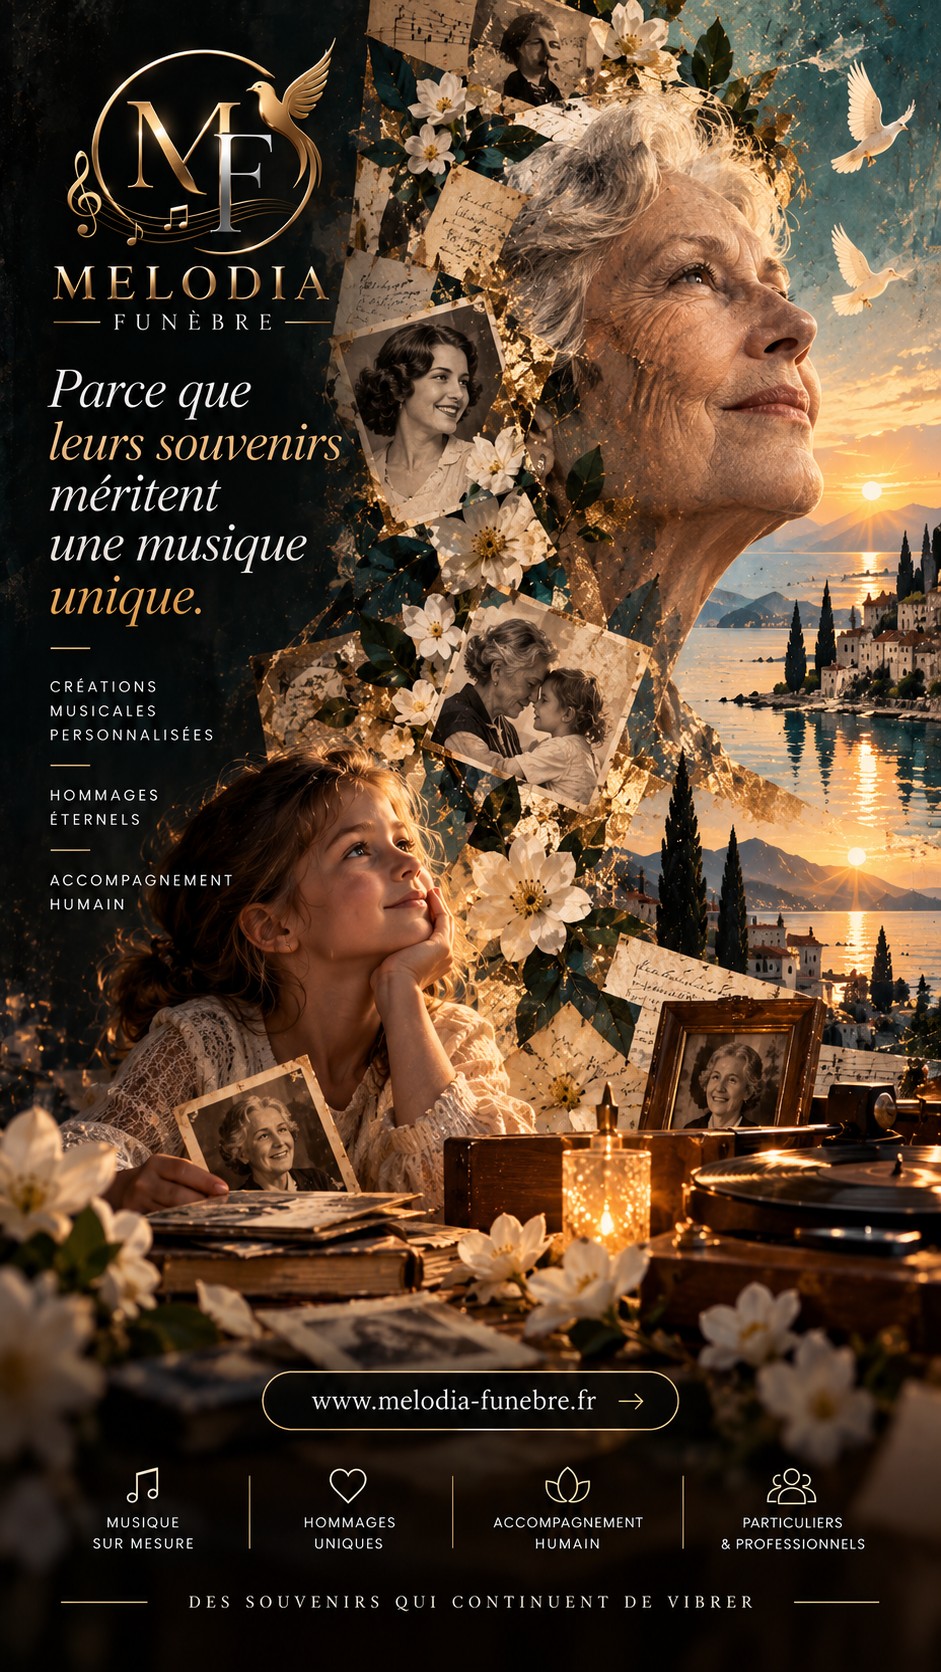 MF
MELODIA
FUNÈBRE
Parce que
leurs souvenirs
méritent
une musique
unique.
CRÉATIONS
MUSICALES
PERSONNALISÉES
HOMMAGES
ÉTERNELS
ACCOMPAGNEMENT
HUMAIN
www.melodia-funebre.fr →
MUSIQUE
SUR MESURE
HOMMAGES
UNIQUES
ACCOMPAGNEMENT
HUMAIN
PARTICULIERS
& PROFESSIONNELS
DES SOUVENIRS QUI CONTINUENT DE VIBRER